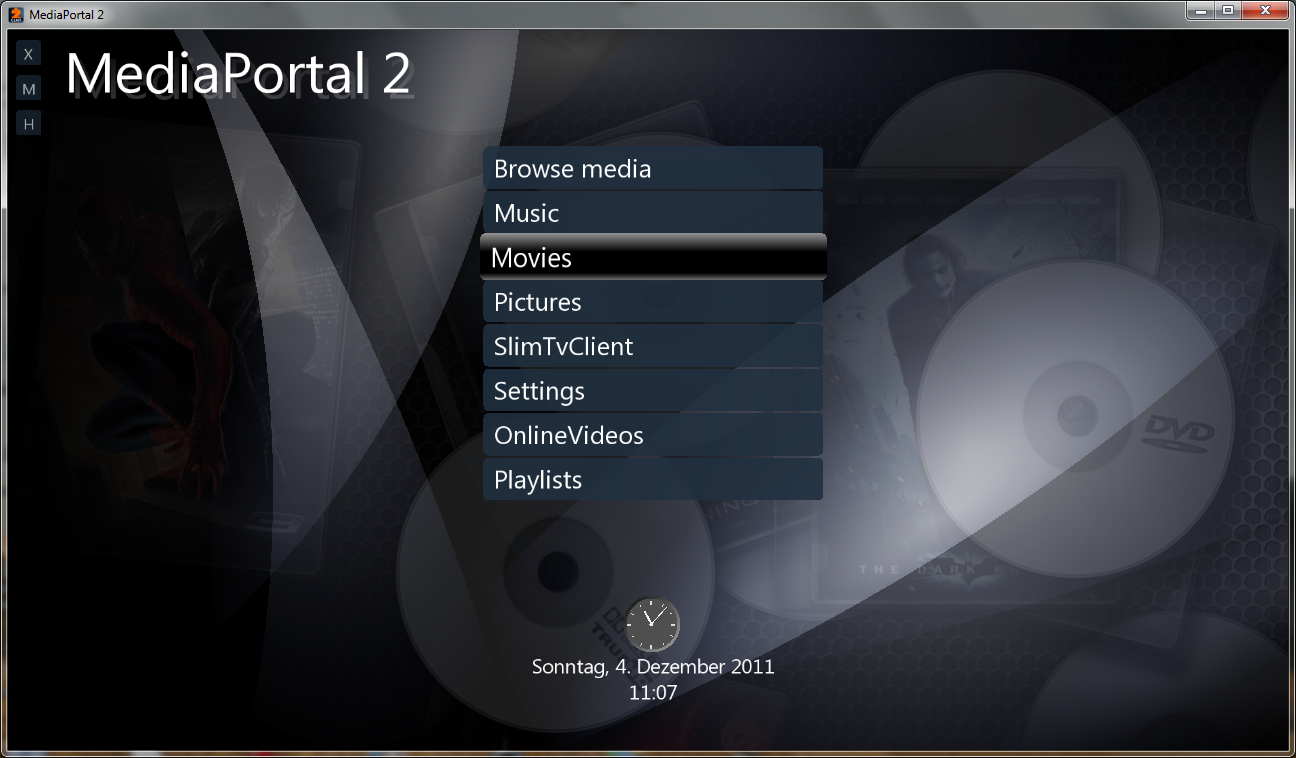 MediaPortal 2
X
M
H
MediaPortal 2
Browse media
Music
Movies
Pictures
SlimTvClient
Settings
OnlineVideos
Playlists
DVD
THE DARK
Sonntag, 4. Dezember 2011
11:07